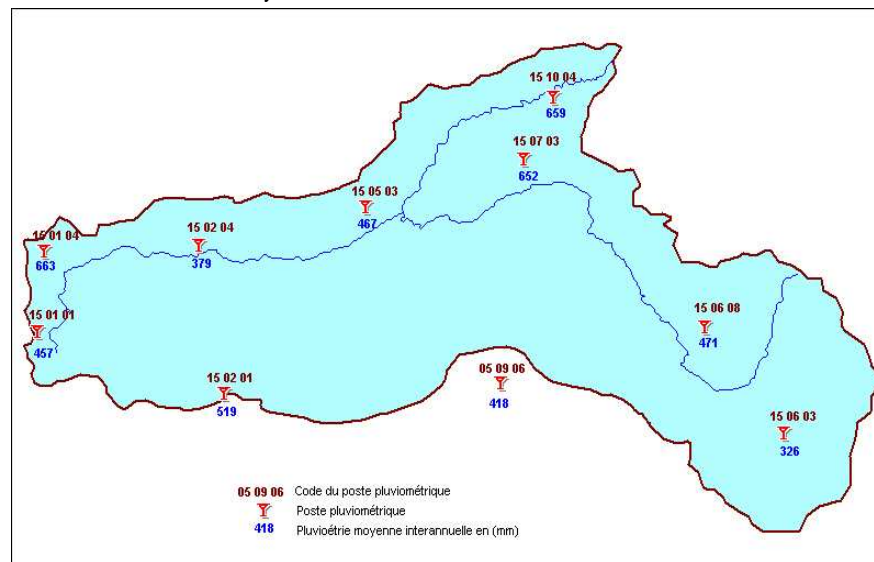 15 10 04
659
15 07 03
652
15 05 03
467
15 02 04
379
15 01 04
663
15 01 01
457
15 06 08
471
15 02 01
519
05 09 06
418
15 06 03
326
05 09 06 Code du poste pluviométrique
Poste pluviométrique
418 Pluvioétrie moyenne interannuelle en (mm)